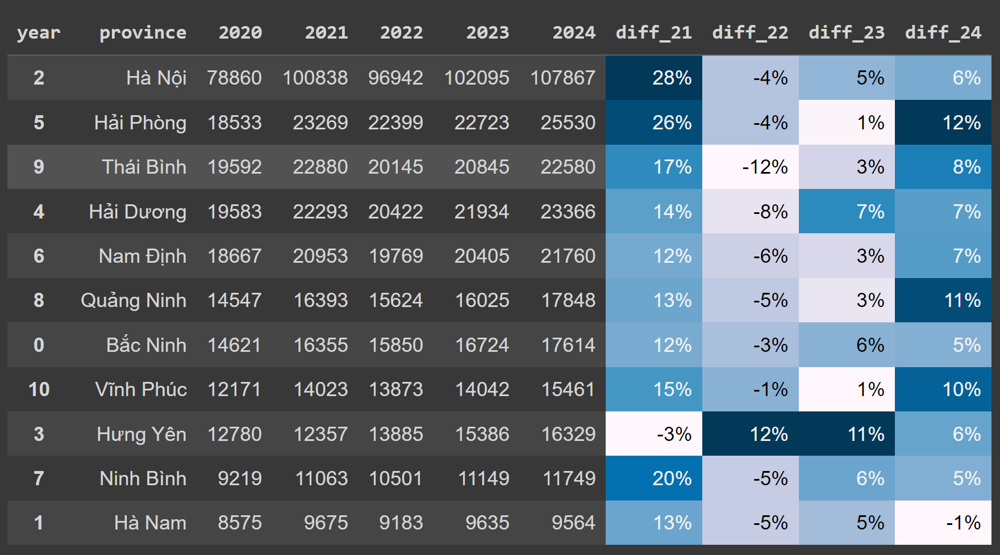 year province 2020 2021 2022 2023 2024 diff_21 diff_22 diff_23 diff_24
2 Hà Nội 78860 100838 96942 102095 107867 28% -4% 5% 6%
5 Hải Phòng 18533 23269 22399 22723 25530 26% -4% 1% 12%
9 Thái Bình 19592 22880 20145 20845 22580 17% -12% 3% 8%
4 Hải Dương 19583 22293 20422 21934 23366 14% -8% 7% 7%
6 Nam Định 18667 20953 19769 20405 21760 12% -6% 3% 7%
8 Quảng Ninh 14547 16393 15624 16025 17848 13% -5% 3% 11%
0 Bắc Ninh 14621 16355 15850 16724 17614 12% -3% 6% 5%
10 Vĩnh Phúc 12171 14023 13873 14042 15461 15% -1% 1% 10%
3 Hưng Yên 12780 12357 13885 15386 16329 -3% 12% 11% 6%
7 Ninh Bình 9219 11063 10501 11149 11749 20% -5% 6% 5%
1 Hà Nam 8575 9675 9183 9635 9564 13% -5% 5% -1%